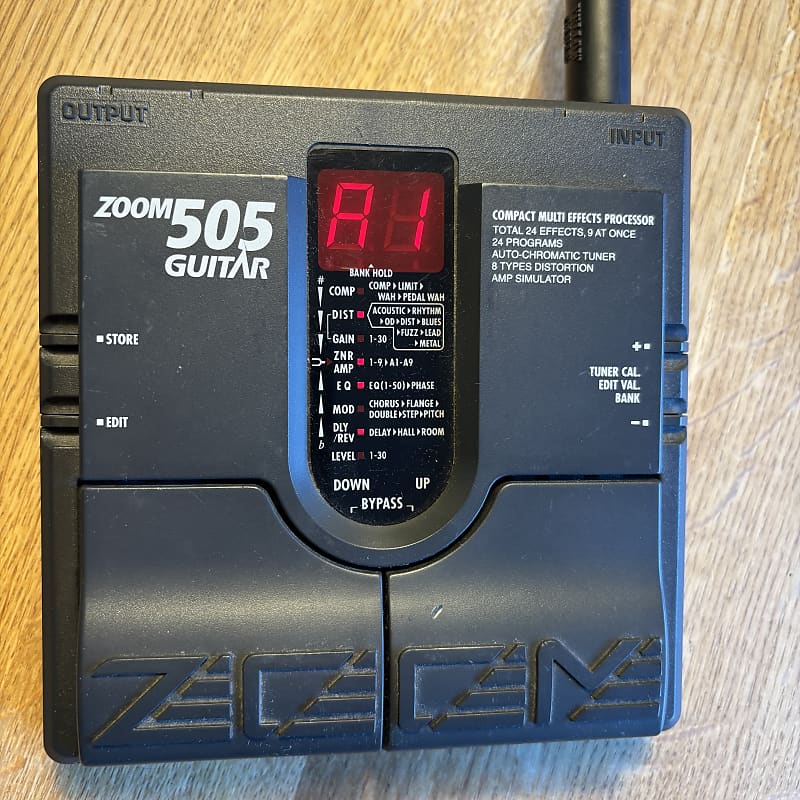 OUTPUT
INPUT
ZOOM 505
GUITAR
A1
COMPACT MULTI EFFECTS PROCESSOR
TOTAL 24 EFFECTS, 9 AT ONCE
24 PROGRAMS
AUTO-CHROMATIC TUNER
8 TYPES DISTORTION
AMP SIMULATOR
BANK HOLD
# COMP COMP▸LIMIT▸
WAH▸PEDAL WAH
DIST ACOUSTIC▸RHYTHM
▸OD▸DIST▸BLUES
▸FUZZ▸LEAD
▸METAL
GAIN 1-30
ZNR
AMP 1-9▸A1-A9
EQ EQ(1-50)▸PHASE
MOD CHORUS▸FLANGE▸
DOUBLE▸STEP▸PITCH
♭ DLY
/REV DELAY▸HALL▸ROOM
LEVEL 1-30
STORE
EDIT
+
TUNER CAL.
EDIT VAL.
BANK
−
DOWN UP
BYPASS
ZOOM